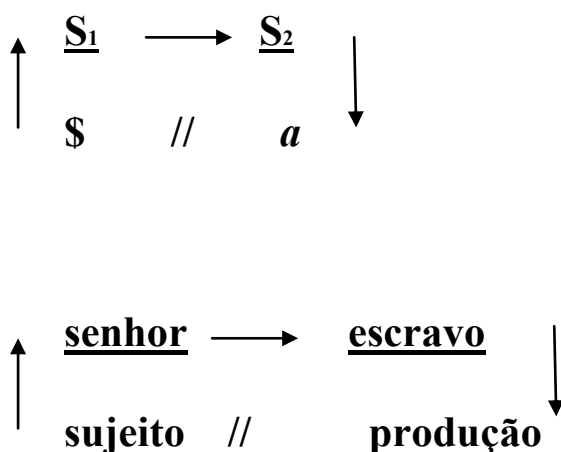 S1 S2
$ // a
senhor escravo
sujeito // produção